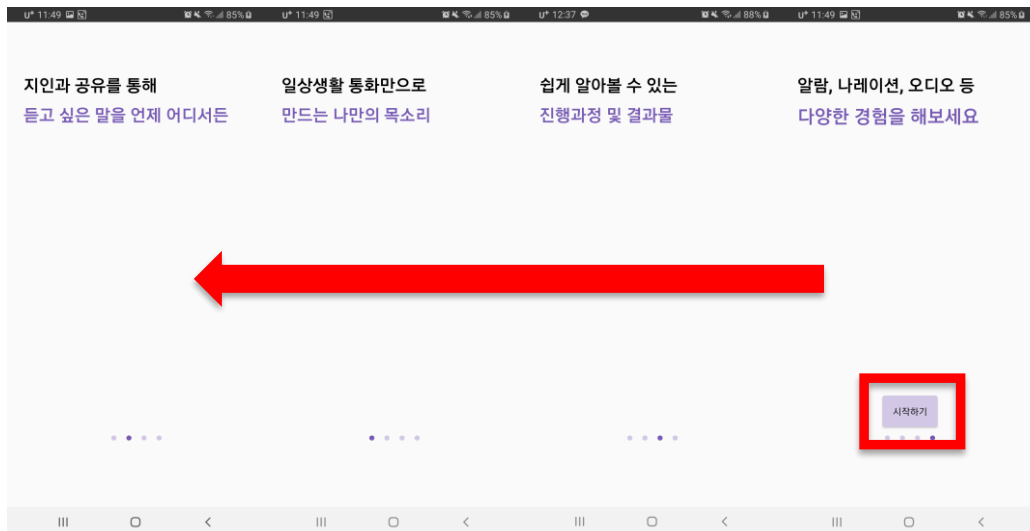 U+ 11:49 85%
지인과 공유를 통해
듣고 싶은 말을 언제 어디서든
U+ 11:49 85%
일상생활 통화만으로
만드는 나만의 목소리
U+ 12:37 88%
쉽게 알아볼 수 있는
진행과정 및 결과물
U+ 11:49 85%
알람, 나레이션, 오디오 등
다양한 경험을 해보세요
시작하기